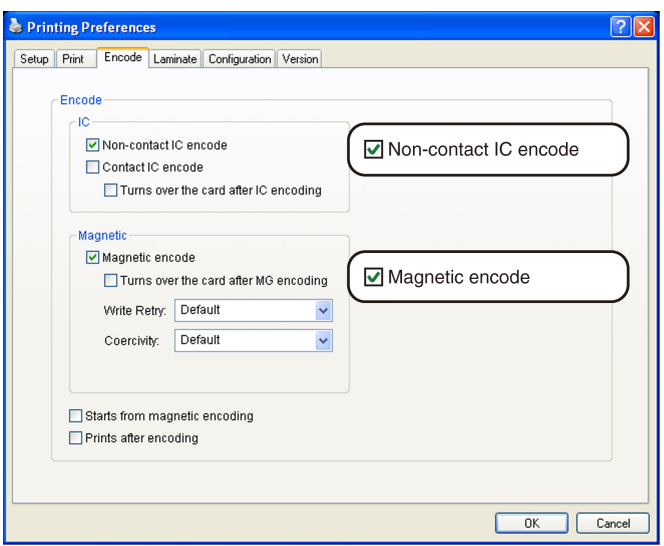 Printing Preferences
Setup Print Encode Laminate Configuration Version
Encode
IC
Non-contact IC encode
Non-contact IC encode
Contact IC encode
Turns over the card after IC encoding
Magnetic
Magnetic encode
Magnetic encode
Turns over the card after MG encoding
Write Retry: Default
Coercivity: Default
Starts from magnetic encoding
Prints after encoding
OK Cancel